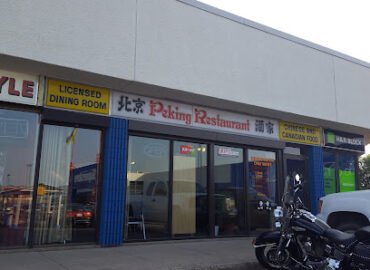 YLE
LICENSED
DINING ROOM
北京 Peking Restaurant 酒家
CHINESE AND
CANADIAN FOOD
H&R BLOCK